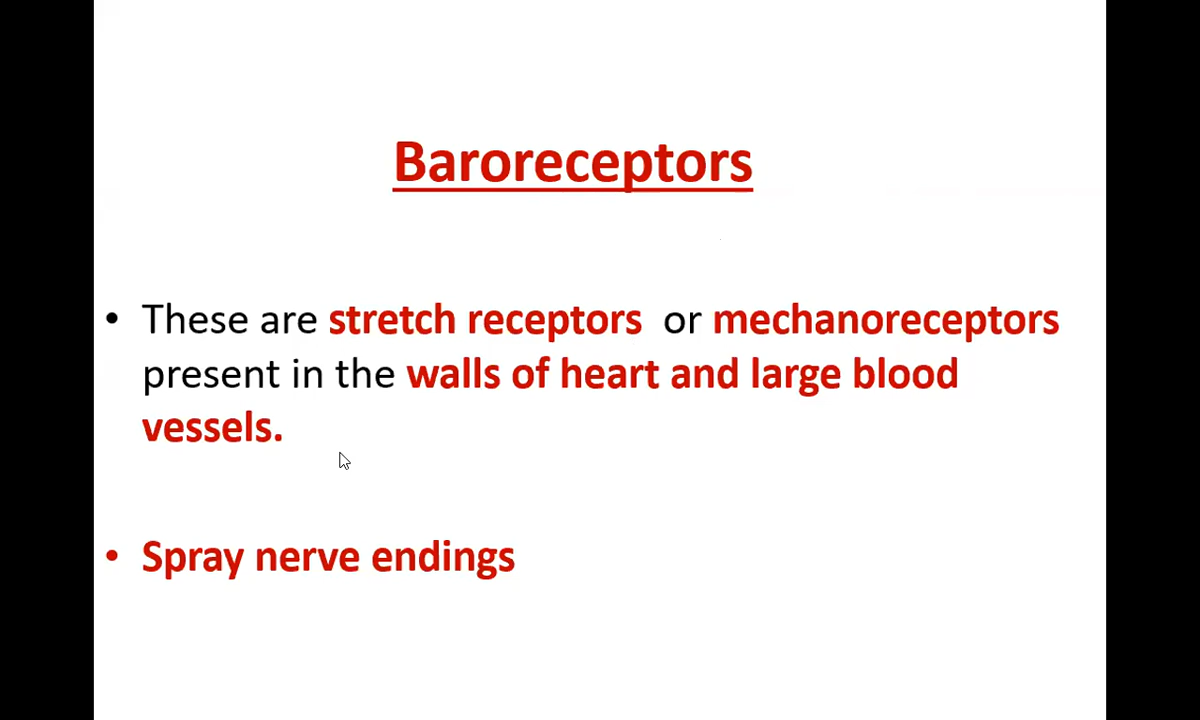 Baroreceptors
• These are stretch receptors or mechanoreceptors
present in the walls of heart and large blood
vessels.
• Spray nerve endings